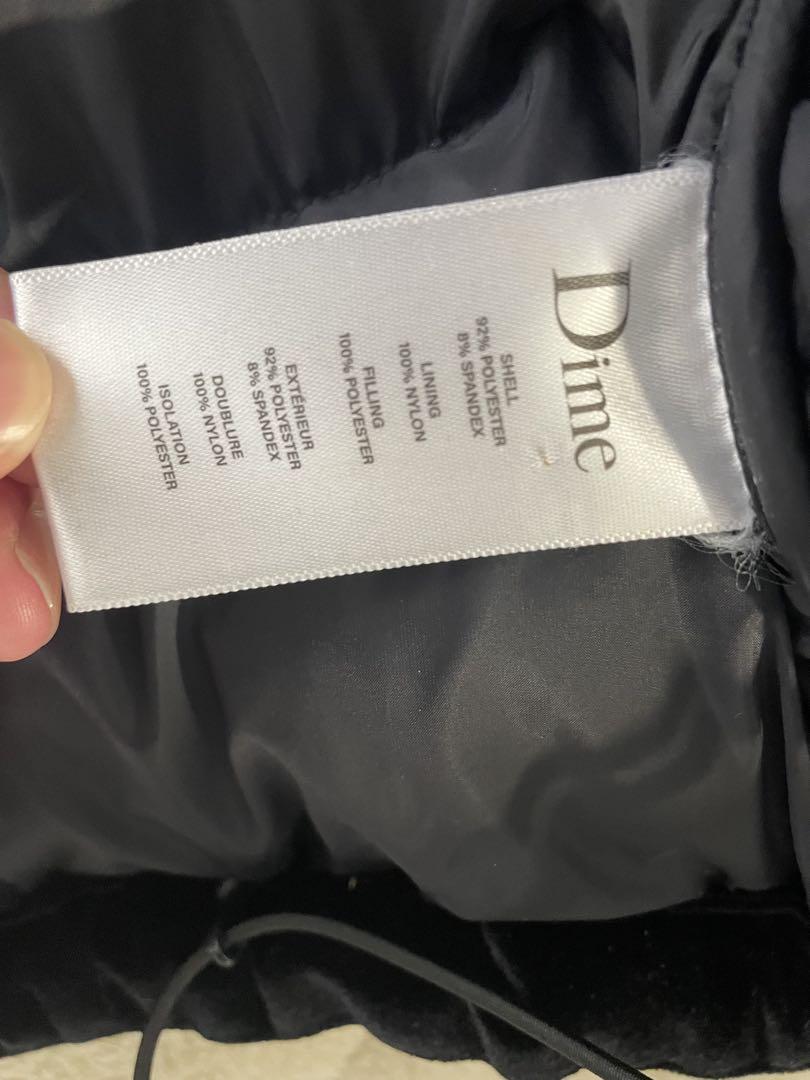 Dime
SHELL
92% POLYESTER
8% SPANDEX
LINING
100% NYLON
FILLING
100% POLYESTER
EXTÉRIEUR
92% POLYESTER
8% SPANDEX
DOUBLURE
100% NYLON
ISOLATION
100% POLYESTER